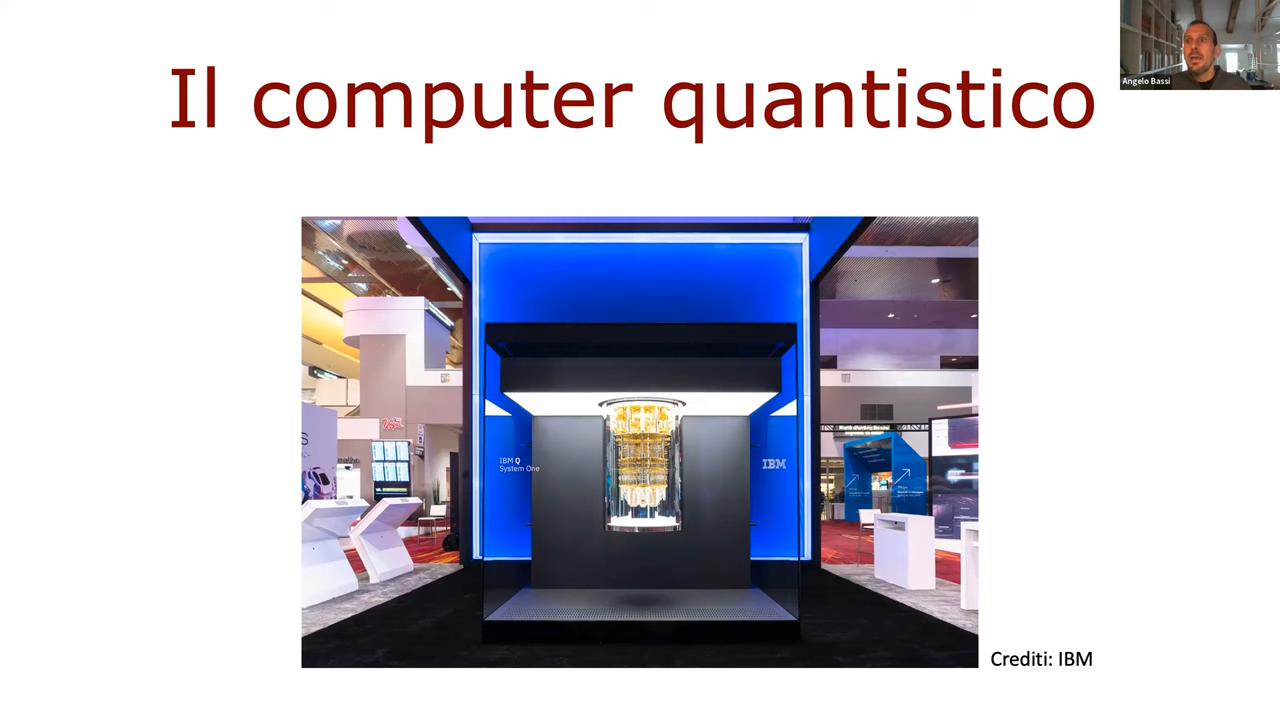 Il computer quantistico
Angelo Bassi
IBM Q
System One
IBM
Crediti: IBM